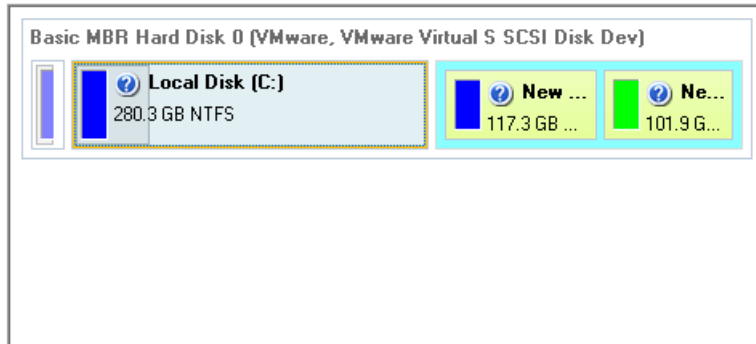 Basic MBR Hard Disk 0 (VMware, VMware Virtual S SCSI Disk Dev)
Local Disk (C:)
280.3 GB NTFS
New ...
117.3 GB ...
Ne...
101.9 G...